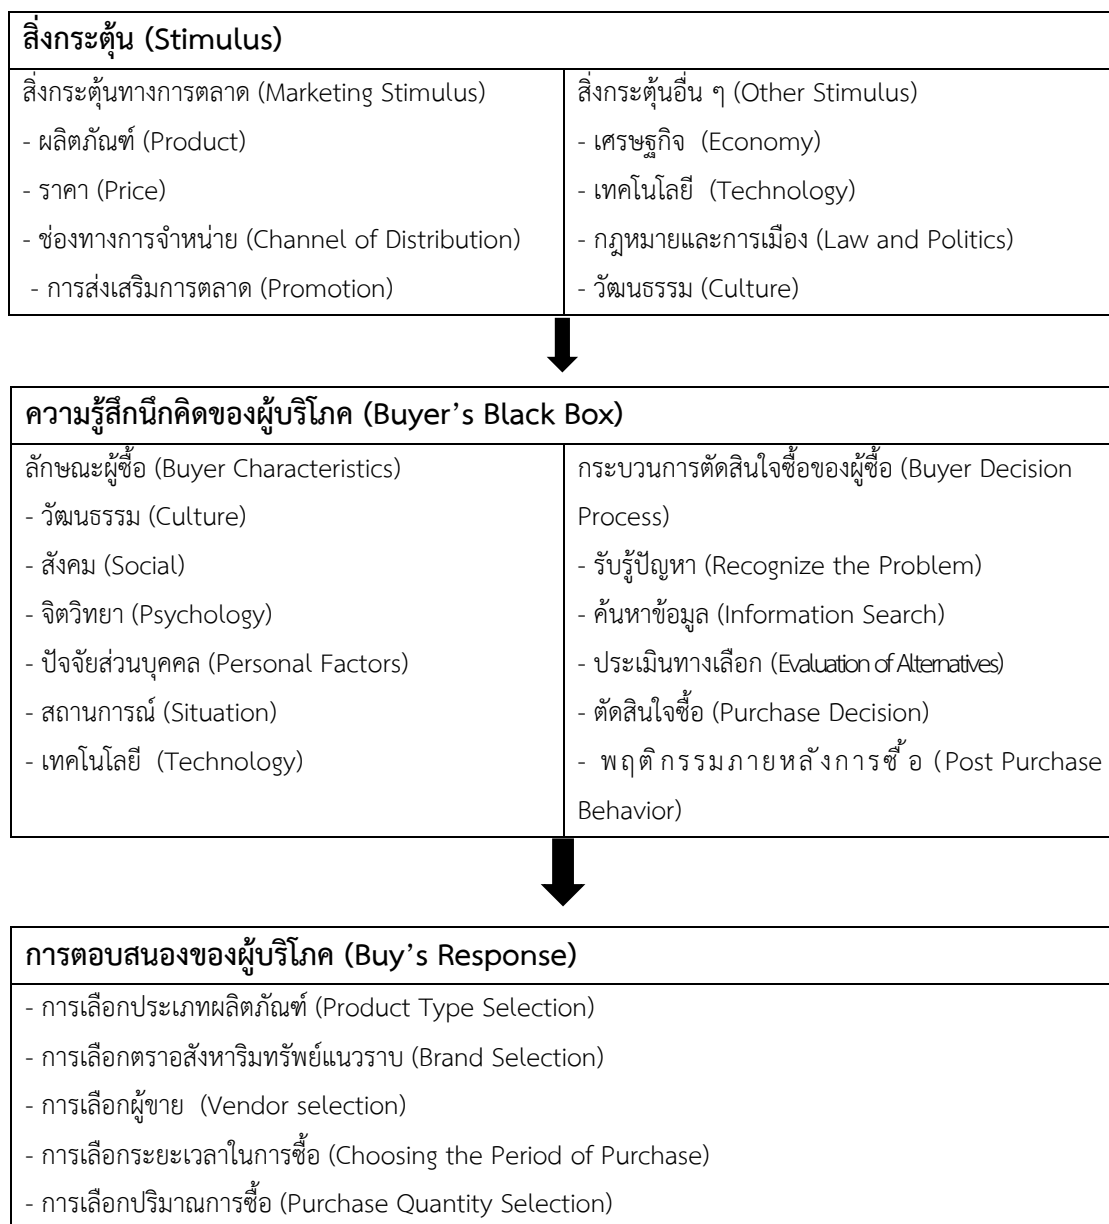 สิ่งกระตุ้น (Stimulus)
สิ่งกระตุ้นทางการตลาด (Marketing Stimulus)
- ผลิตภัณฑ์ (Product)
- ราคา (Price)
- ช่องทางการจำหน่าย (Channel of Distribution)
- การส่งเสริมการตลาด (Promotion)
สิ่งกระตุ้นอื่น ๆ (Other Stimulus)
- เศรษฐกิจ (Economy)
- เทคโนโลยี (Technology)
- กฎหมายและการเมือง (Law and Politics)
- วัฒนธรรม (Culture)
ความรู้สึกนึกคิดของผู้บริโภค (Buyer’s Black Box)
ลักษณะผู้ซื้อ (Buyer Characteristics)
- วัฒนธรรม (Culture)
- สังคม (Social)
- จิตวิทยา (Psychology)
- ปัจจัยส่วนบุคคล (Personal Factors)
- สถานการณ์ (Situation)
- เทคโนโลยี (Technology)
กระบวนการตัดสินใจซื้อของผู้ซื้อ (Buyer Decision
Process)
- รับรู้ปัญหา (Recognize the Problem)
- ค้นหาข้อมูล (Information Search)
- ประเมินทางเลือก (Evaluation of Alternatives)
- ตัดสินใจซื้อ (Purchase Decision)
- พฤติกรรมภายหลังการซื้อ (Post Purchase
Behavior)
การตอบสนองของผู้บริโภค (Buy’s Response)
- การเลือกประเภทผลิตภัณฑ์ (Product Type Selection)
- การเลือกตราอสังหาริมทรัพย์แนวราบ (Brand Selection)
- การเลือกผู้ขาย (Vendor selection)
- การเลือกระยะเวลาในการซื้อ (Choosing the Period of Purchase)
- การเลือกปริมาณการซื้อ (Purchase Quantity Selection)